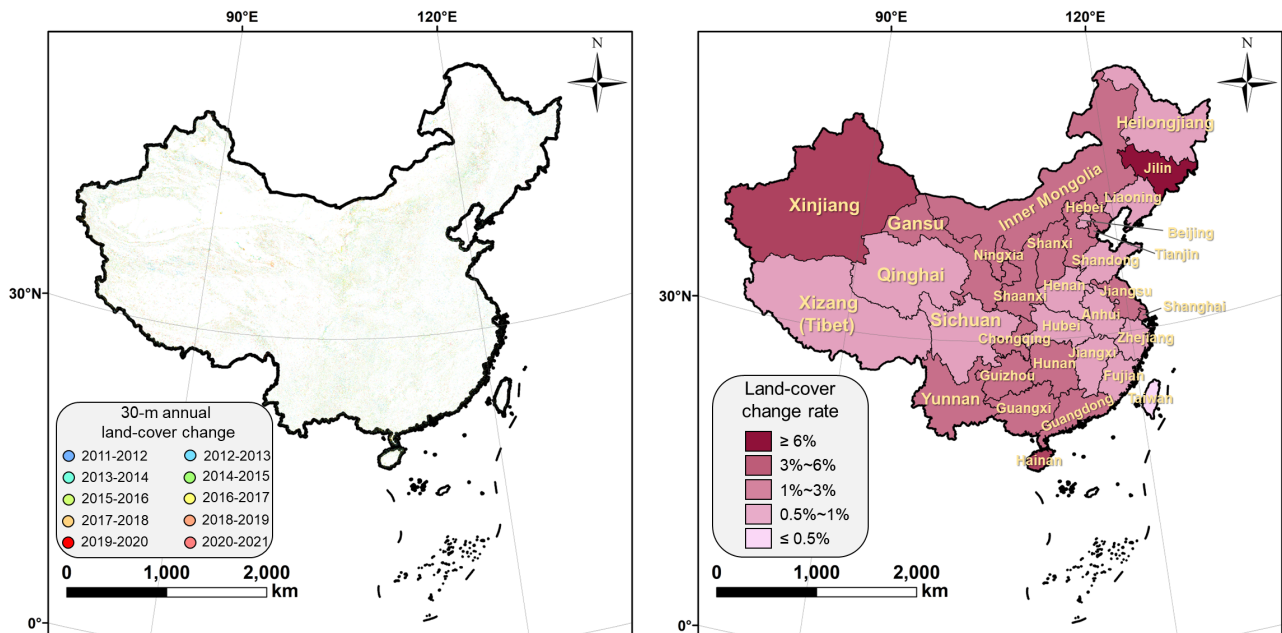 90°E
120°E
N
30°N
0°
30-m annual
land-cover change
2011-2012
2012-2013
2013-2014
2014-2015
2015-2016
2016-2017
2017-2018
2018-2019
2019-2020
2020-2021
0
1,000
2,000
km
90°E
120°E
N
30°N
0°
Heilongjiang
Jilin
Liaoning
Inner Mongolia
Xinjiang
Gansu
Hebei
Beijing
Shanxi
Ningxia
Tianjin
Shandong
Qinghai
Henan
Jiangsu
Shaanxi
Xizang
(Tibet)
Shanghai
Anhui
Sichuan
Hubei
Chongqing
Zhejiang
Jiangxi
Hunan
Guizhou
Fujian
Yunnan
Taiwan
Guangxi
Guangdong
Hainan
Land-cover
change rate
≥ 6%
3%~6%
1%~3%
0.5%~1%
≤ 0.5%
0
1,000
2,000
km